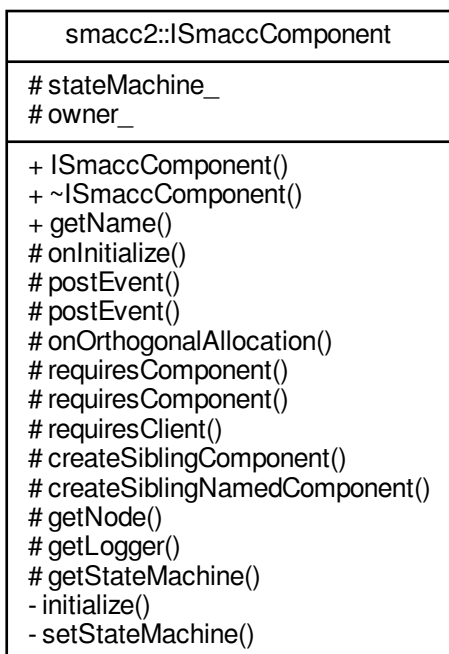 smacc2::ISmaccComponent
# stateMachine_
# owner_
+ ISmaccComponent()
+ ~ISmaccComponent()
+ getName()
# onInitialize()
# postEvent()
# postEvent()
# onOrthogonalAllocation()
# requiresComponent()
# requiresComponent()
# requiresClient()
# createSiblingComponent()
# createSiblingNamedComponent()
# getNode()
# getLogger()
# getStateMachine()
- initialize()
- setStateMachine()